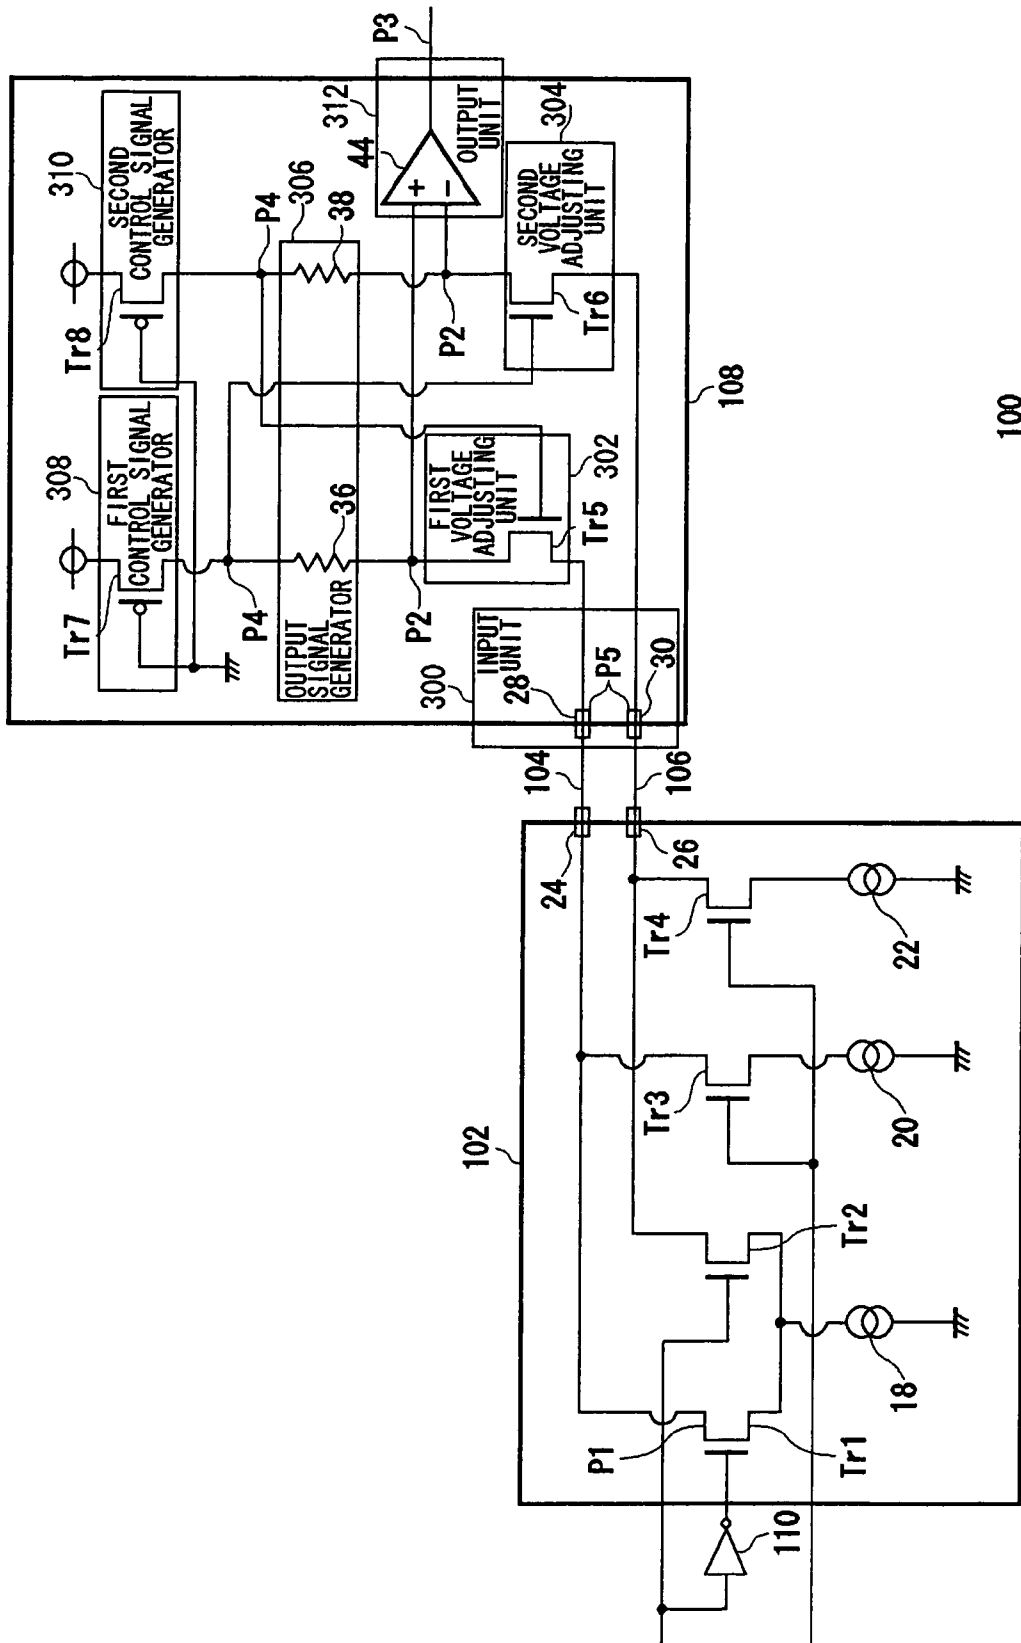 100
102
P1
Tr1
18
Tr2
Tr3
20
Tr4
22
24
26
110
104
106
108
300
INPUT
UNIT
28
P5
30
308
FIRST
CONTROL SIGNAL
GENERATOR
Tr7
310
SECOND
CONTROL SIGNAL
GENERATOR
Tr8
P4
P4
OUTPUT
SIGNAL
GENERATOR
36
38
306
P2
P2
302
FIRST
VOLTAGE
ADJUSTING
UNIT
Tr5
304
SECOND
VOLTAGE
ADJUSTING
UNIT
Tr6
312
44
+
−
OUTPUT
UNIT
P3